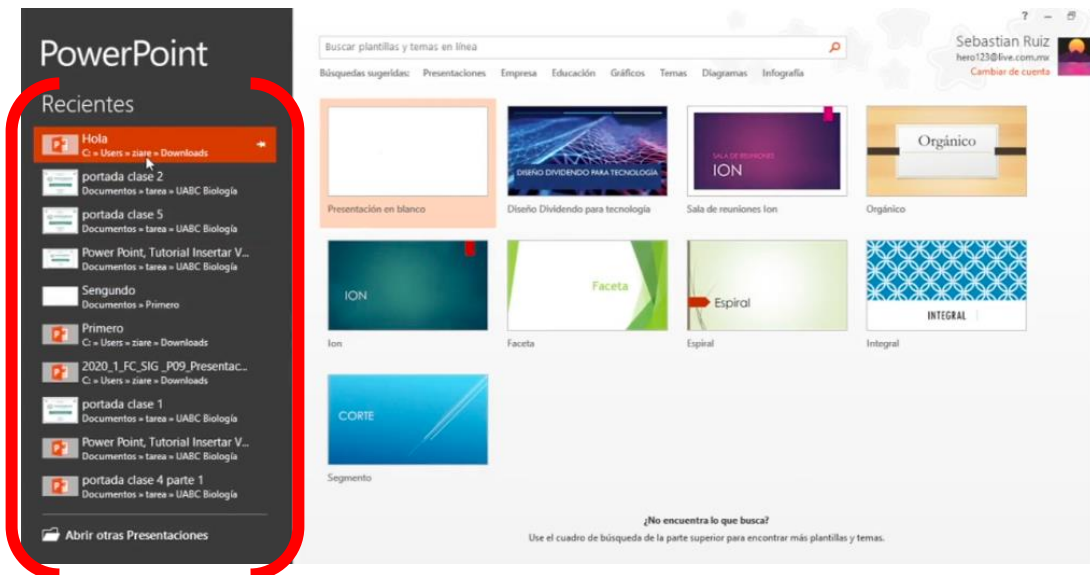 PowerPoint
Recientes
Hola
C: » Users » ziare » Downloads
portada clase 2
Documentos » tarea » UABC Biología
portada clase 5
Documentos » tarea » UABC Biología
Power Point, Tutorial Insertar V...
Documentos » tarea » UABC Biología
Sengundo
Documentos » Primero
Primero
C: » Users » ziare » Downloads
2020_1_FC_SIG _P09_Presentac...
C: » Users » ziare » Downloads
portada clase 1
Documentos » tarea » UABC Biología
Power Point, Tutorial Insertar V...
Documentos » tarea » UABC Biología
portada clase 4 parte 1
Documentos » tarea » UABC Biología
Abrir otras Presentaciones
?
Buscar plantillas y temas en línea
Sebastian Ruiz
hero123@live.com.mx
Cambiar de cuenta
Búsquedas sugeridas: Presentaciones Empresa Educación Gráficos Temas Diagramas Infografía
DISEÑO DIVIDENDO PARA TECNOLOGÍA
SALA DE REUNIONES
ION
Orgánico
Presentación en blanco
Diseño Dividendo para tecnología
Sala de reuniones Ion
Orgánico
ION
Faceta
Espiral
INTEGRAL
Ion
Faceta
Espiral
Integral
CORTE
Segmento
¿No encuentra lo que busca?
Use el cuadro de búsqueda de la parte superior para encontrar más plantillas y temas.